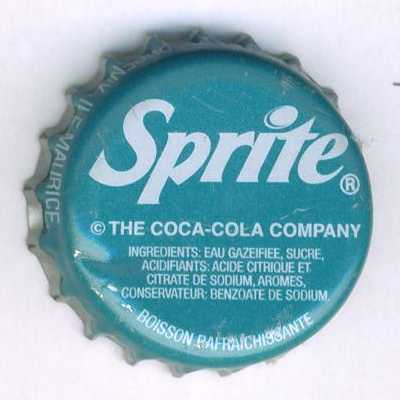 Sprite®
© THE COCA-COLA COMPANY
INGREDIENTS: EAU GAZEIFIEE, SUCRE,
ACIDIFIANTS: ACIDE CITRIQUE ET
CITRATE DE SODIUM, AROMES,
CONSERVATEUR: BENZOATE DE SODIUM.
BOISSON RAFRAICHISSANTE
ILE MAURICE